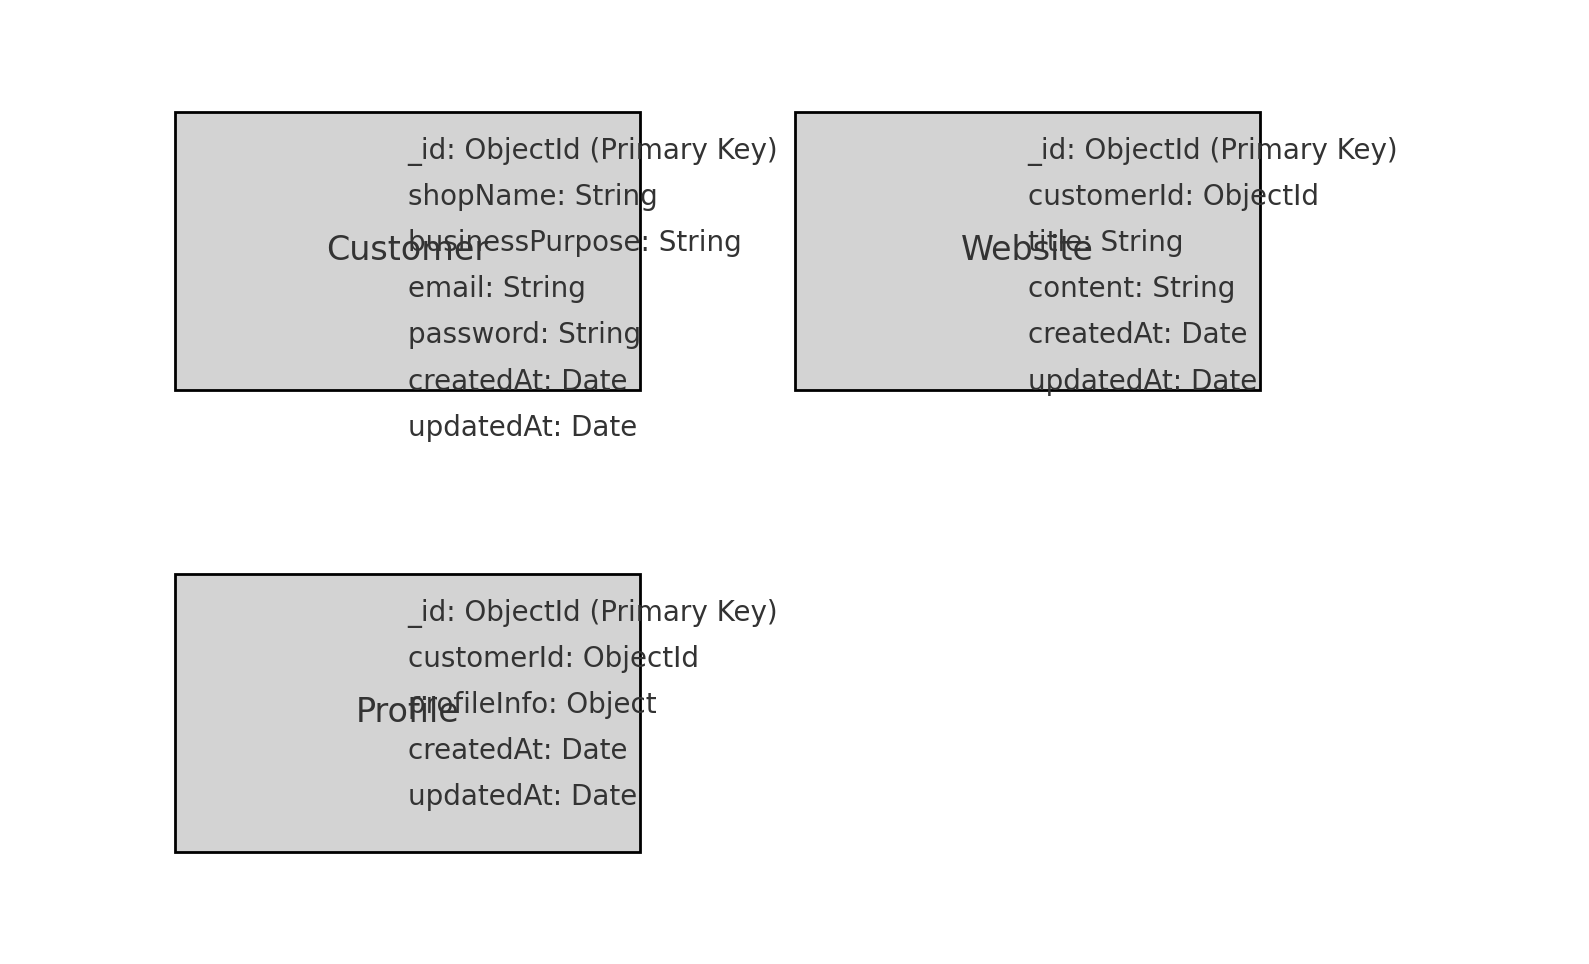 Customer
_id: ObjectId (Primary Key)
shopName: String
businessPurpose: String
email: String
password: String
createdAt: Date
updatedAt: Date
Website
_id: ObjectId (Primary Key)
customerId: ObjectId
title: String
content: String
createdAt: Date
updatedAt: Date
Profile
_id: ObjectId (Primary Key)
customerId: ObjectId
profileInfo: Object
createdAt: Date
updatedAt: Date